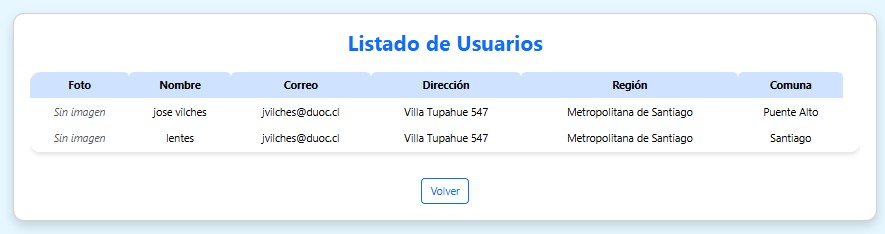 Listado de Usuarios
Foto Nombre Correo Dirección Región Comuna
Sin imagen jose vilches jvilches@duoc.cl Villa Tupahue 547 Metropolitana de Santiago Puente Alto
Sin imagen lentes jvilches@duoc.cl Villa Tupahue 547 Metropolitana de Santiago Santiago
Volver